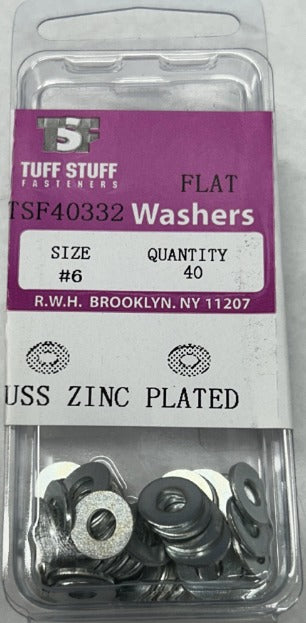 TSF
TUFF STUFF
FASTENERS
FLAT
TSF40332 Washers
SIZE QUANTITY
#6 40
R.W.H. BROOKLYN. NY 11207
USS ZINC PLATED